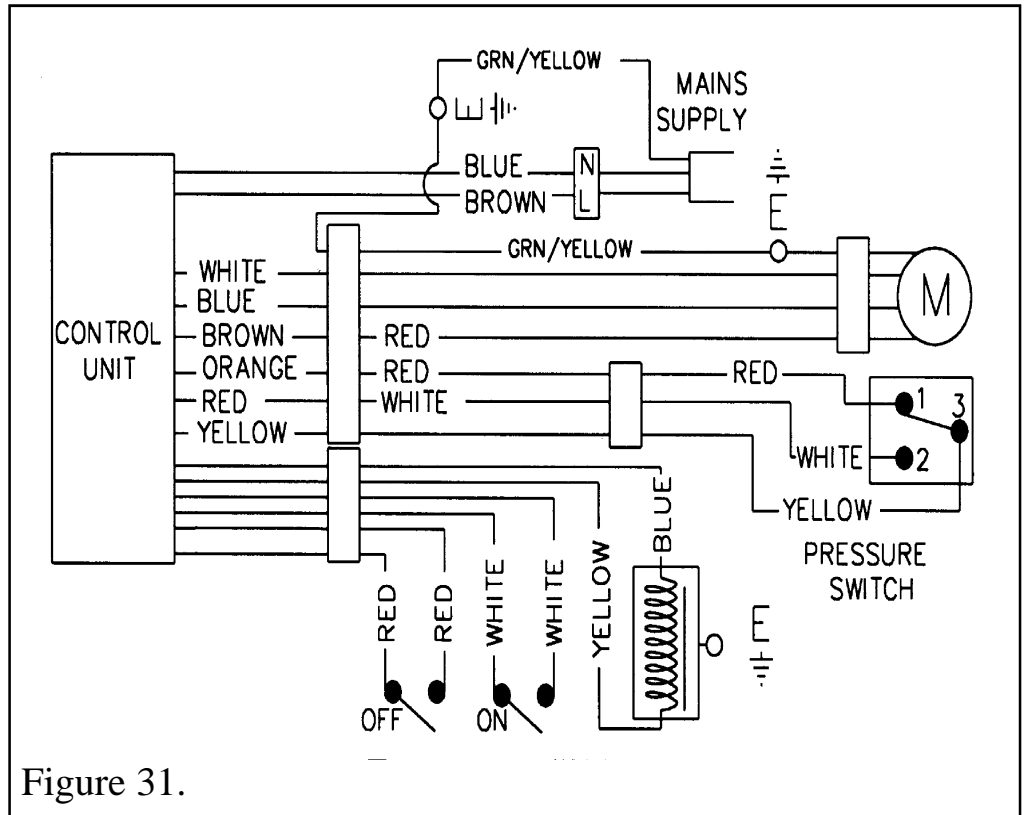 GRN/YELLOW
MAINS
SUPPLY
E
BLUE
N
BROWN
L
E
GRN/YELLOW
WHITE
BLUE
CONTROL
UNIT
BROWN
RED
M
ORANGE
RED
RED
RED
WHITE
1
3
YELLOW
WHITE
2
YELLOW
BLUE
PRESSURE
SWITCH
RED
RED
WHITE
WHITE
YELLOW
E
OFF
ON
Figure 31.